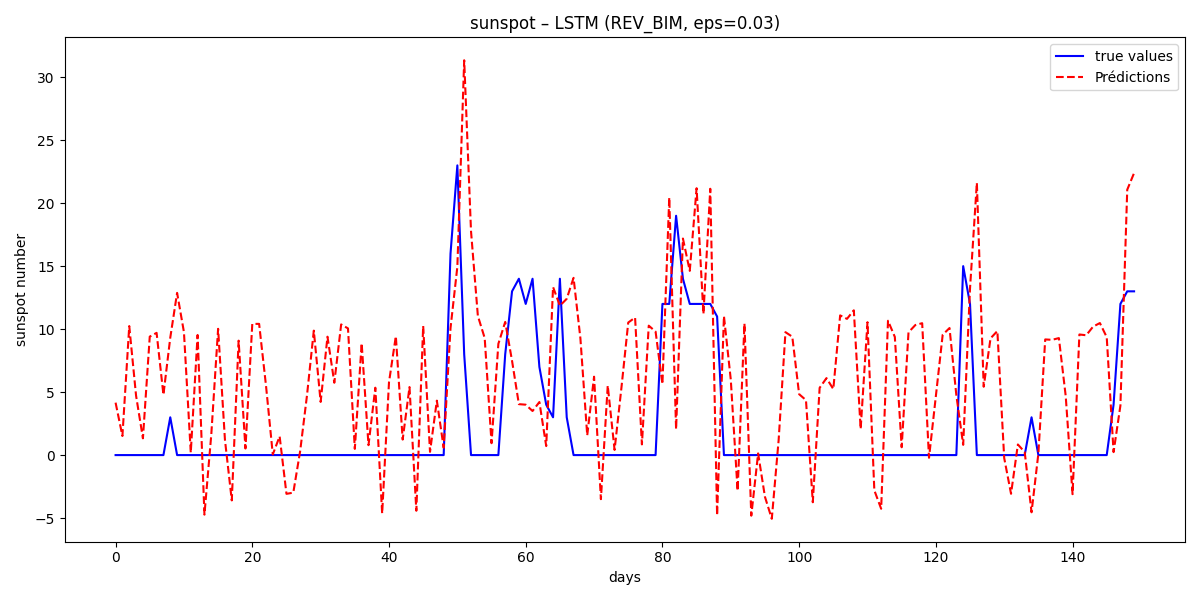 sunspot – LSTM (REV_BIM, eps=0.03)
true values
Prédictions
sunspot number
30
25
20
15
10
5
0
−5
0 20 40 60 80 100 120 140
days